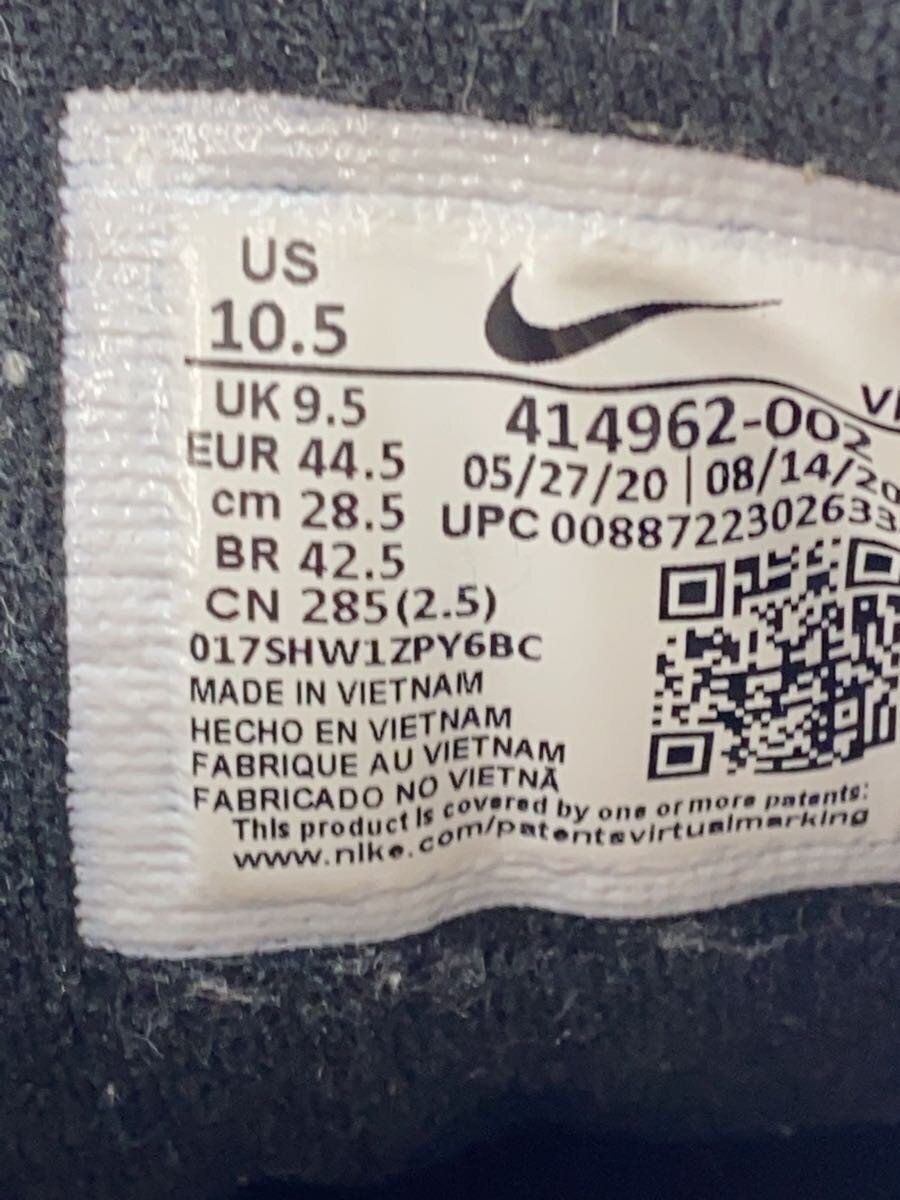 US
10.5
UK 9.5
EUR 44.5
cm 28.5
BR 42.5
CN 285(2.5)
017SHW1ZPY6BC
MADE IN VIETNAM
HECHO EN VIETNAM
FABRIQUE AU VIETNAM
FABRICADO NO VIETNÃ
This product is covered by one or more patents:
www.nike.com/patentsvirtualmarking
414962-002
05/27/20 | 08/14/20
UPC 0088722302633